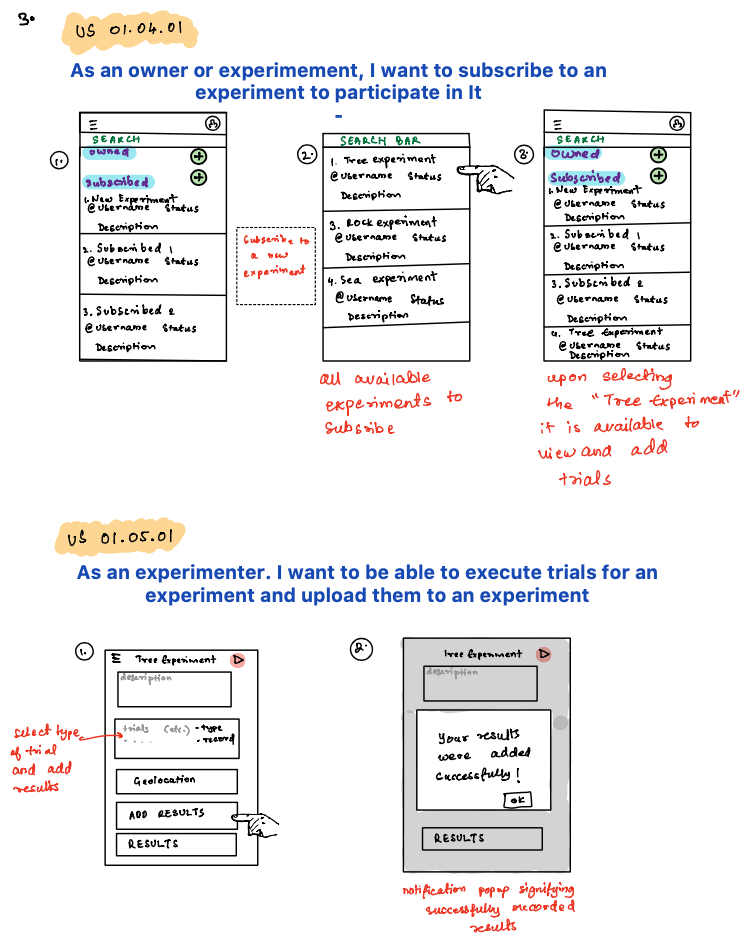 3.
US 01.04.01
As an owner or experimement, I want to subscribe to an
experiment to participate in It
-
1.
SEARCH
owned
+
Subscribed
+
1. New Experiment
@Username Status
Description
2. Subscribed 1
@Username Status
Description
3. Subscribed 2
@Username Status
Description
Subscribe to
a new
experiment
2.
SEARCH BAR
1. Tree experiment
@Username Status
Description
3. Rock experiment
@Username Status
Description
4. Sea experiment
@Username Status
Description
all available
experiments to
Subscribe
3.
SEARCH
owned
+
Subscribed
+
1. New Experiment
@Username Status
Description
2. Subscribed 1
@Username Status
Description
3. Subscribed 2
@Username Status
Description
4. Tree Experiment
@Username Status
Description
upon selecting
the "Tree Experiment"
it is available to
view and add
trials
US 01.05.01
As an experimenter. I want to be able to execute trials for an
experiment and upload them to an experiment
1.
Tree Experiment
description
trials (etc.) - type
- .... - record
Geolocation
ADD RESULTS
RESULTS
select type
of trial
and add
results
2.
Tree Experiment
description
Your results
were added
successfully!
OK
RESULTS
notification popup signifying
successfully recorded
results